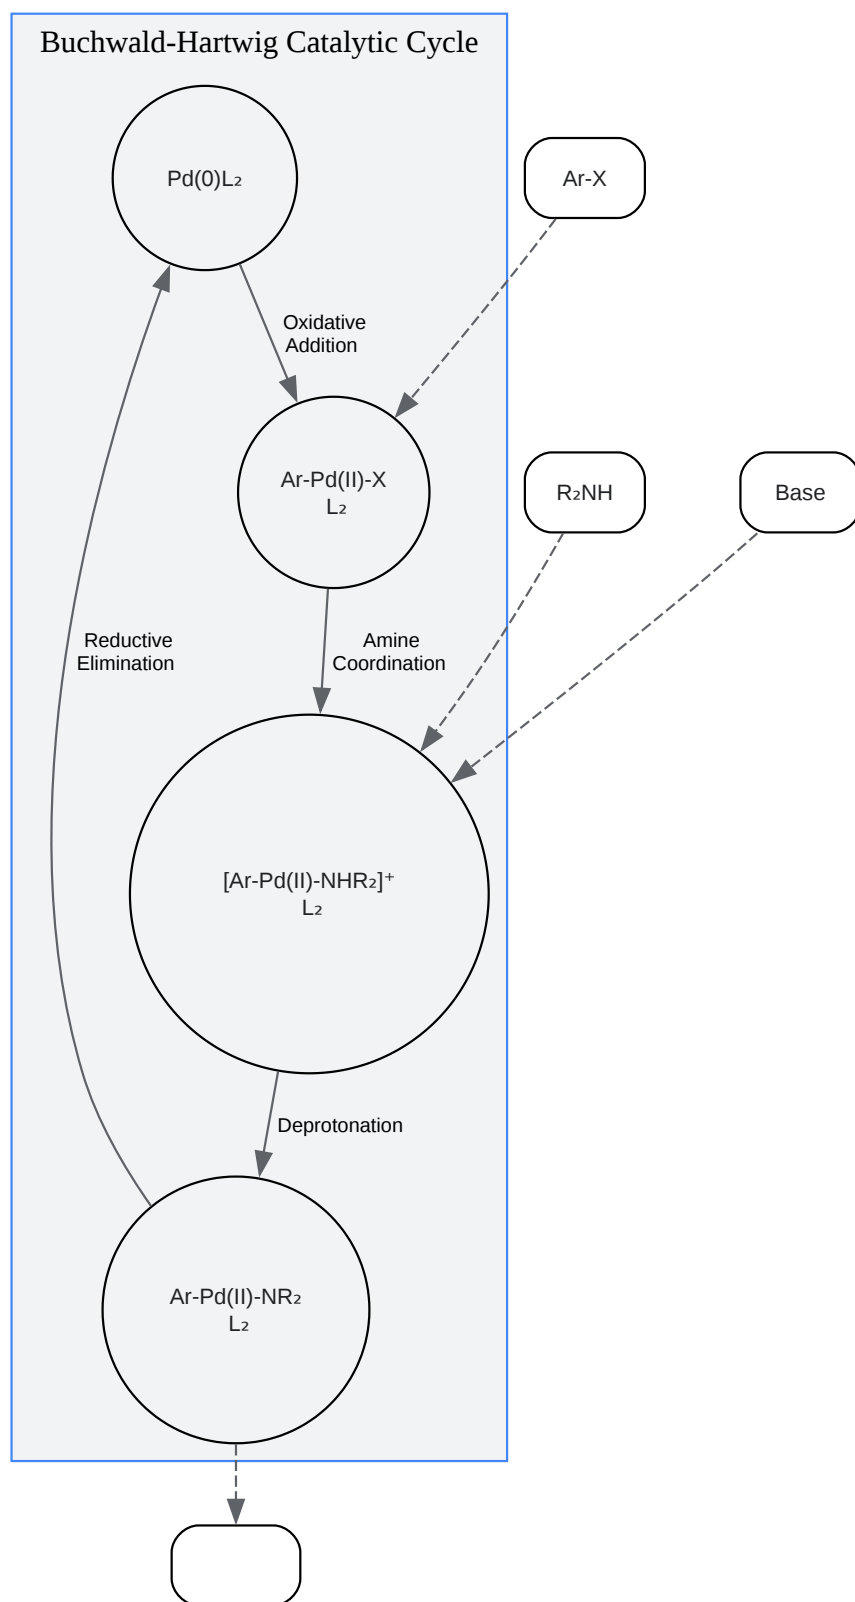 Buchwald-Hartwig Catalytic Cycle
Pd(0)L₂
Ar-X
Oxidative
Addition
Ar-Pd(II)-X
L₂
R₂NH
Base
Reductive
Elimination
Amine
Coordination
[Ar-Pd(II)-NHR₂]⁺
L₂
Deprotonation
Ar-Pd(II)-NR₂
L₂